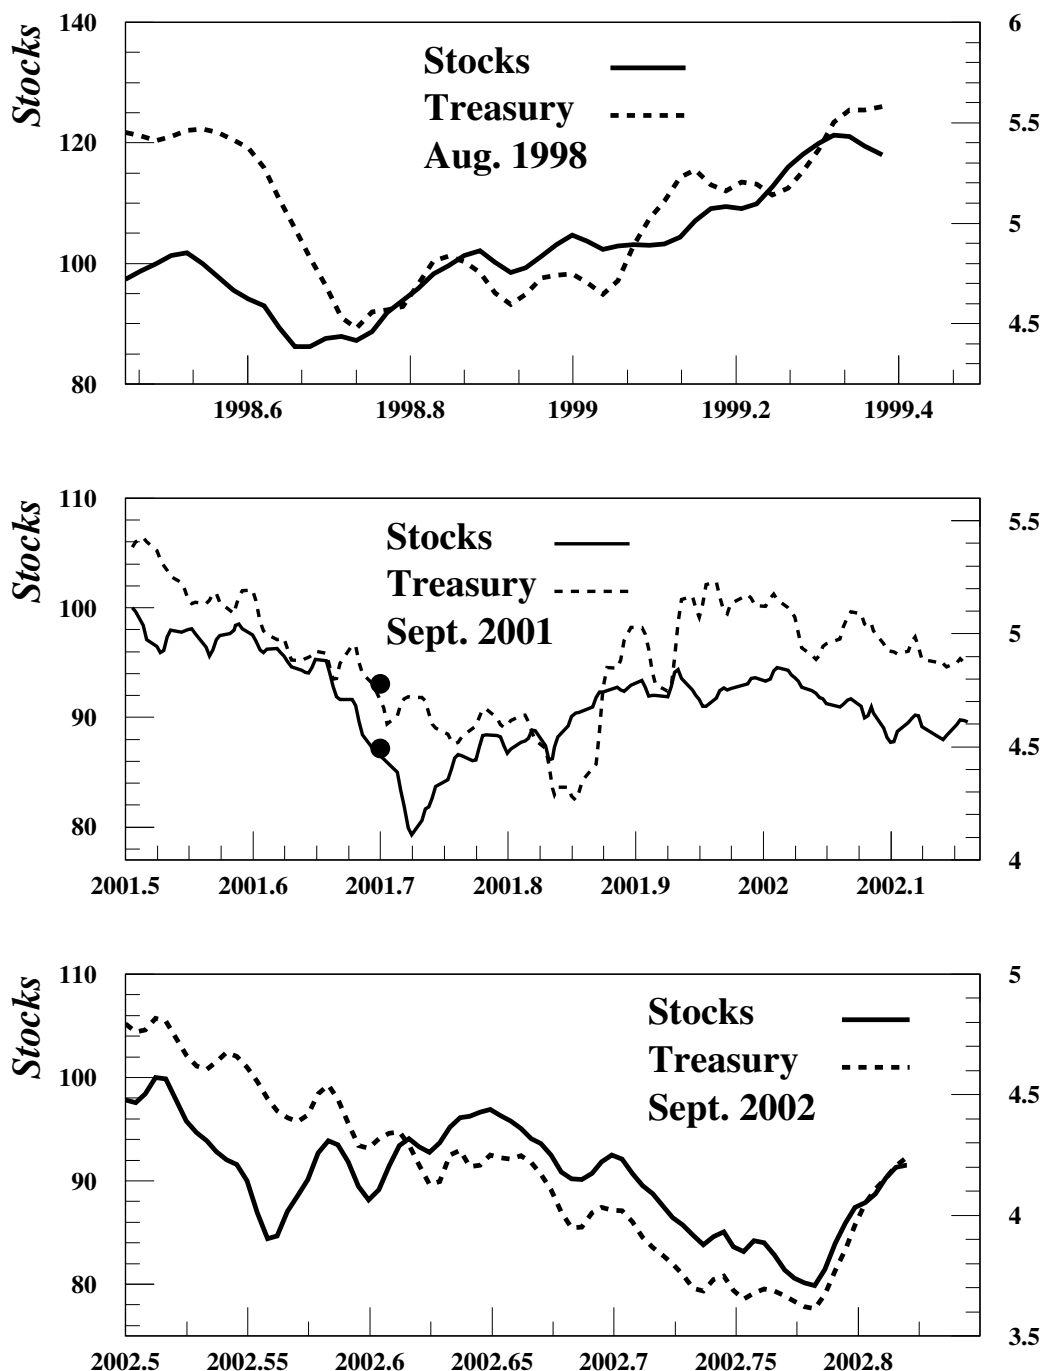 140 6
Stocks
Stocks
Treasury
120 5.5
Aug. 1998
5
100
4.5
80
1998.6 1998.8 1999 1999.2 1999.4
110
5.5
Stocks
Stocks
Treasury
100
Sept. 2001 5
90
4.5
80
4
2001.5 2001.6 2001.7 2001.8 2001.9 2002 2002.1
110 5
Stocks
Stocks
Treasury
100
4.5
Sept. 2002
90
4
80
3.5
2002.5 2002.55 2002.6 2002.65 2002.7 2002.75 2002.8